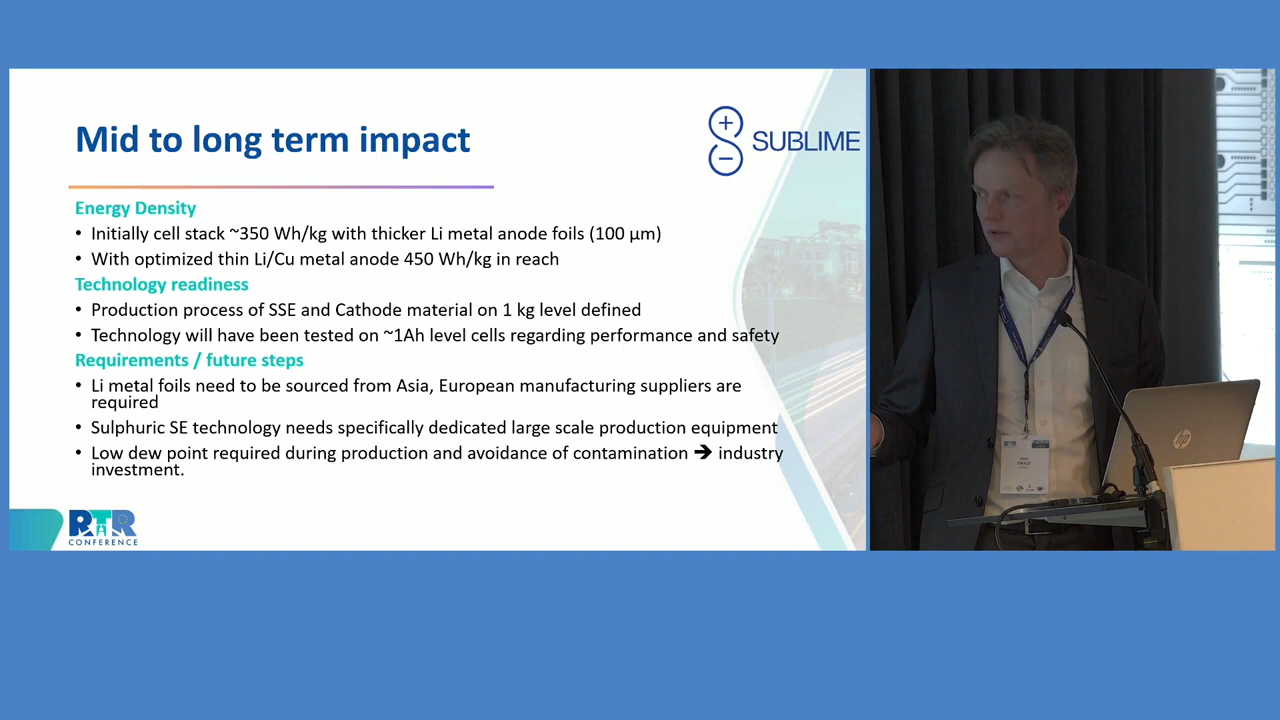 Mid to long term impact
+
SUBLIME
−
Energy Density
• Initially cell stack ~350 Wh/kg with thicker Li metal anode foils (100 µm)
• With optimized thin Li/Cu metal anode 450 Wh/kg in reach
Technology readiness
• Production process of SSE and Cathode material on 1 kg level defined
• Technology will have been tested on ~1Ah level cells regarding performance and safety
Requirements / future steps
• Li metal foils need to be sourced from Asia, European manufacturing suppliers are
required
• Sulphuric SE technology needs specifically dedicated large scale production equipment
• Low dew point required during production and avoidance of contamination ➔ industry
investment.
RTR
CONFERENCE
hp